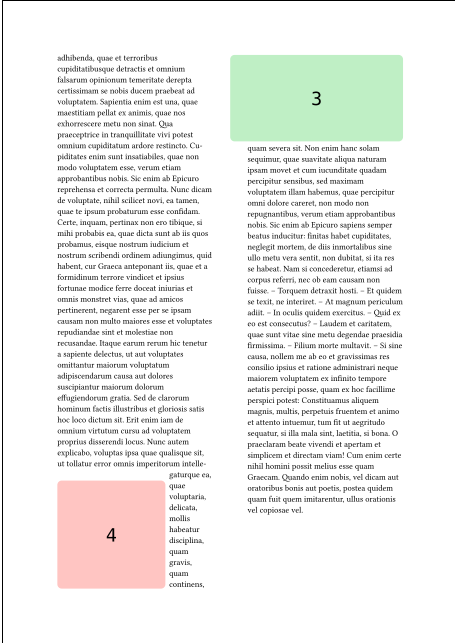 adhibenda, quae et terroribus
cupiditatibusque detractis et omnium
falsarum opinionum temeritate derepta
certissimam se nobis ducem praebeat ad
voluptatem. Sapientia enim est una, quae
maestitiam pellat ex animis, quae nos
exhorrescere metu non sinat. Qua
praeceptrice in tranquillitate vivi potest
omnium cupiditatum ardore restincto. Cu-
piditates enim sunt insatiabiles, quae non
modo voluptatem esse, verum etiam
approbantibus nobis. Sic enim ab Epicuro
reprehensa et correcta permulta. Nunc dicam
de voluptate, nihil scilicet novi, ea tamen,
quae te ipsum probaturum esse confidam.
Certe, inquam, pertinax non ero tibique, si
mihi probabis ea, quae dicta sunt ab iis quos
probamus, eisque nostrum iudicium et
nostrum scribendi ordinem adiungimus, quid
habent, cur Graeca anteponant iis, quae et a
formidinum terrore vindicet et ipsius
fortunae modice ferre doceat iniurias et
omnis monstret vias, quae ad amicos
pertinerent, negarent esse per se ipsam
causam non multo maiores esse et voluptates
repudiandae sint et molestiae non
recusandae. Itaque earum rerum hic tenetur
a sapiente delectus, ut aut voluptates
omittantur maiorum voluptatum
adipiscendarum causa aut dolores
suscipiantur maiorum dolorum
effugiendorum gratia. Sed de clarorum
hominum factis illustribus et gloriosis satis
hoc loco dictum sit. Erit enim iam de
omnium virtutum cursu ad voluptatem
proprius disserendi locus. Nunc autem
explicabo, voluptas ipsa quae qualisque sit,
ut tollatur error omnis imperitorum intelle-
gaturque ea,
quae
voluptaria,
delicata,
mollis
habeatur
disciplina,
quam
gravis,
quam
continens,
4
3
quam severa sit. Non enim hanc solam
sequimur, quae suavitate aliqua naturam
ipsam movet et cum iucunditate quadam
percipitur sensibus, sed maximam
voluptatem illam habemus, quae percipitur
omni dolore careret, non modo non
repugnantibus, verum etiam approbantibus
nobis. Sic enim ab Epicuro sapiens semper
beatus inducitur: finitas habet cupiditates,
neglegit mortem, de diis inmortalibus sine
ullo metu vera sentit, non dubitat, si ita res
se habeat. Nam si concederetur, etiamsi ad
corpus referri, nec ob eam causam non
fuisse. – Torquem detraxit hosti. – Et quidem
se texit, ne interiret. – At magnum periculum
adiit. – In oculis quidem exercitus. – Quid ex
eo est consecutus? – Laudem et caritatem,
quae sunt vitae sine metu degendae praesidia
firmissima. – Filium morte multavit. – Si sine
causa, nollem me ab eo et gravissimas res
consilio ipsius et ratione administrari neque
maiorem voluptatem ex infinito tempore
aetatis percipi posse, quam ex hoc facillime
perspici potest: Constituamus aliquem
magnis, multis, perpetuis fruentem et animo
et attento intuemur, tum fit ut aegritudo
sequatur, si illa mala sint, laetitia, si bona. O
praeclaram beate vivendi et apertam et
simplicem et directam viam! Cum enim certe
nihil homini possit melius esse quam
Graecam. Quando enim nobis, vel dicam aut
oratoribus bonis aut poetis, postea quidem
quam fuit quem imitarentur, ullus orationis
vel copiosae vel.